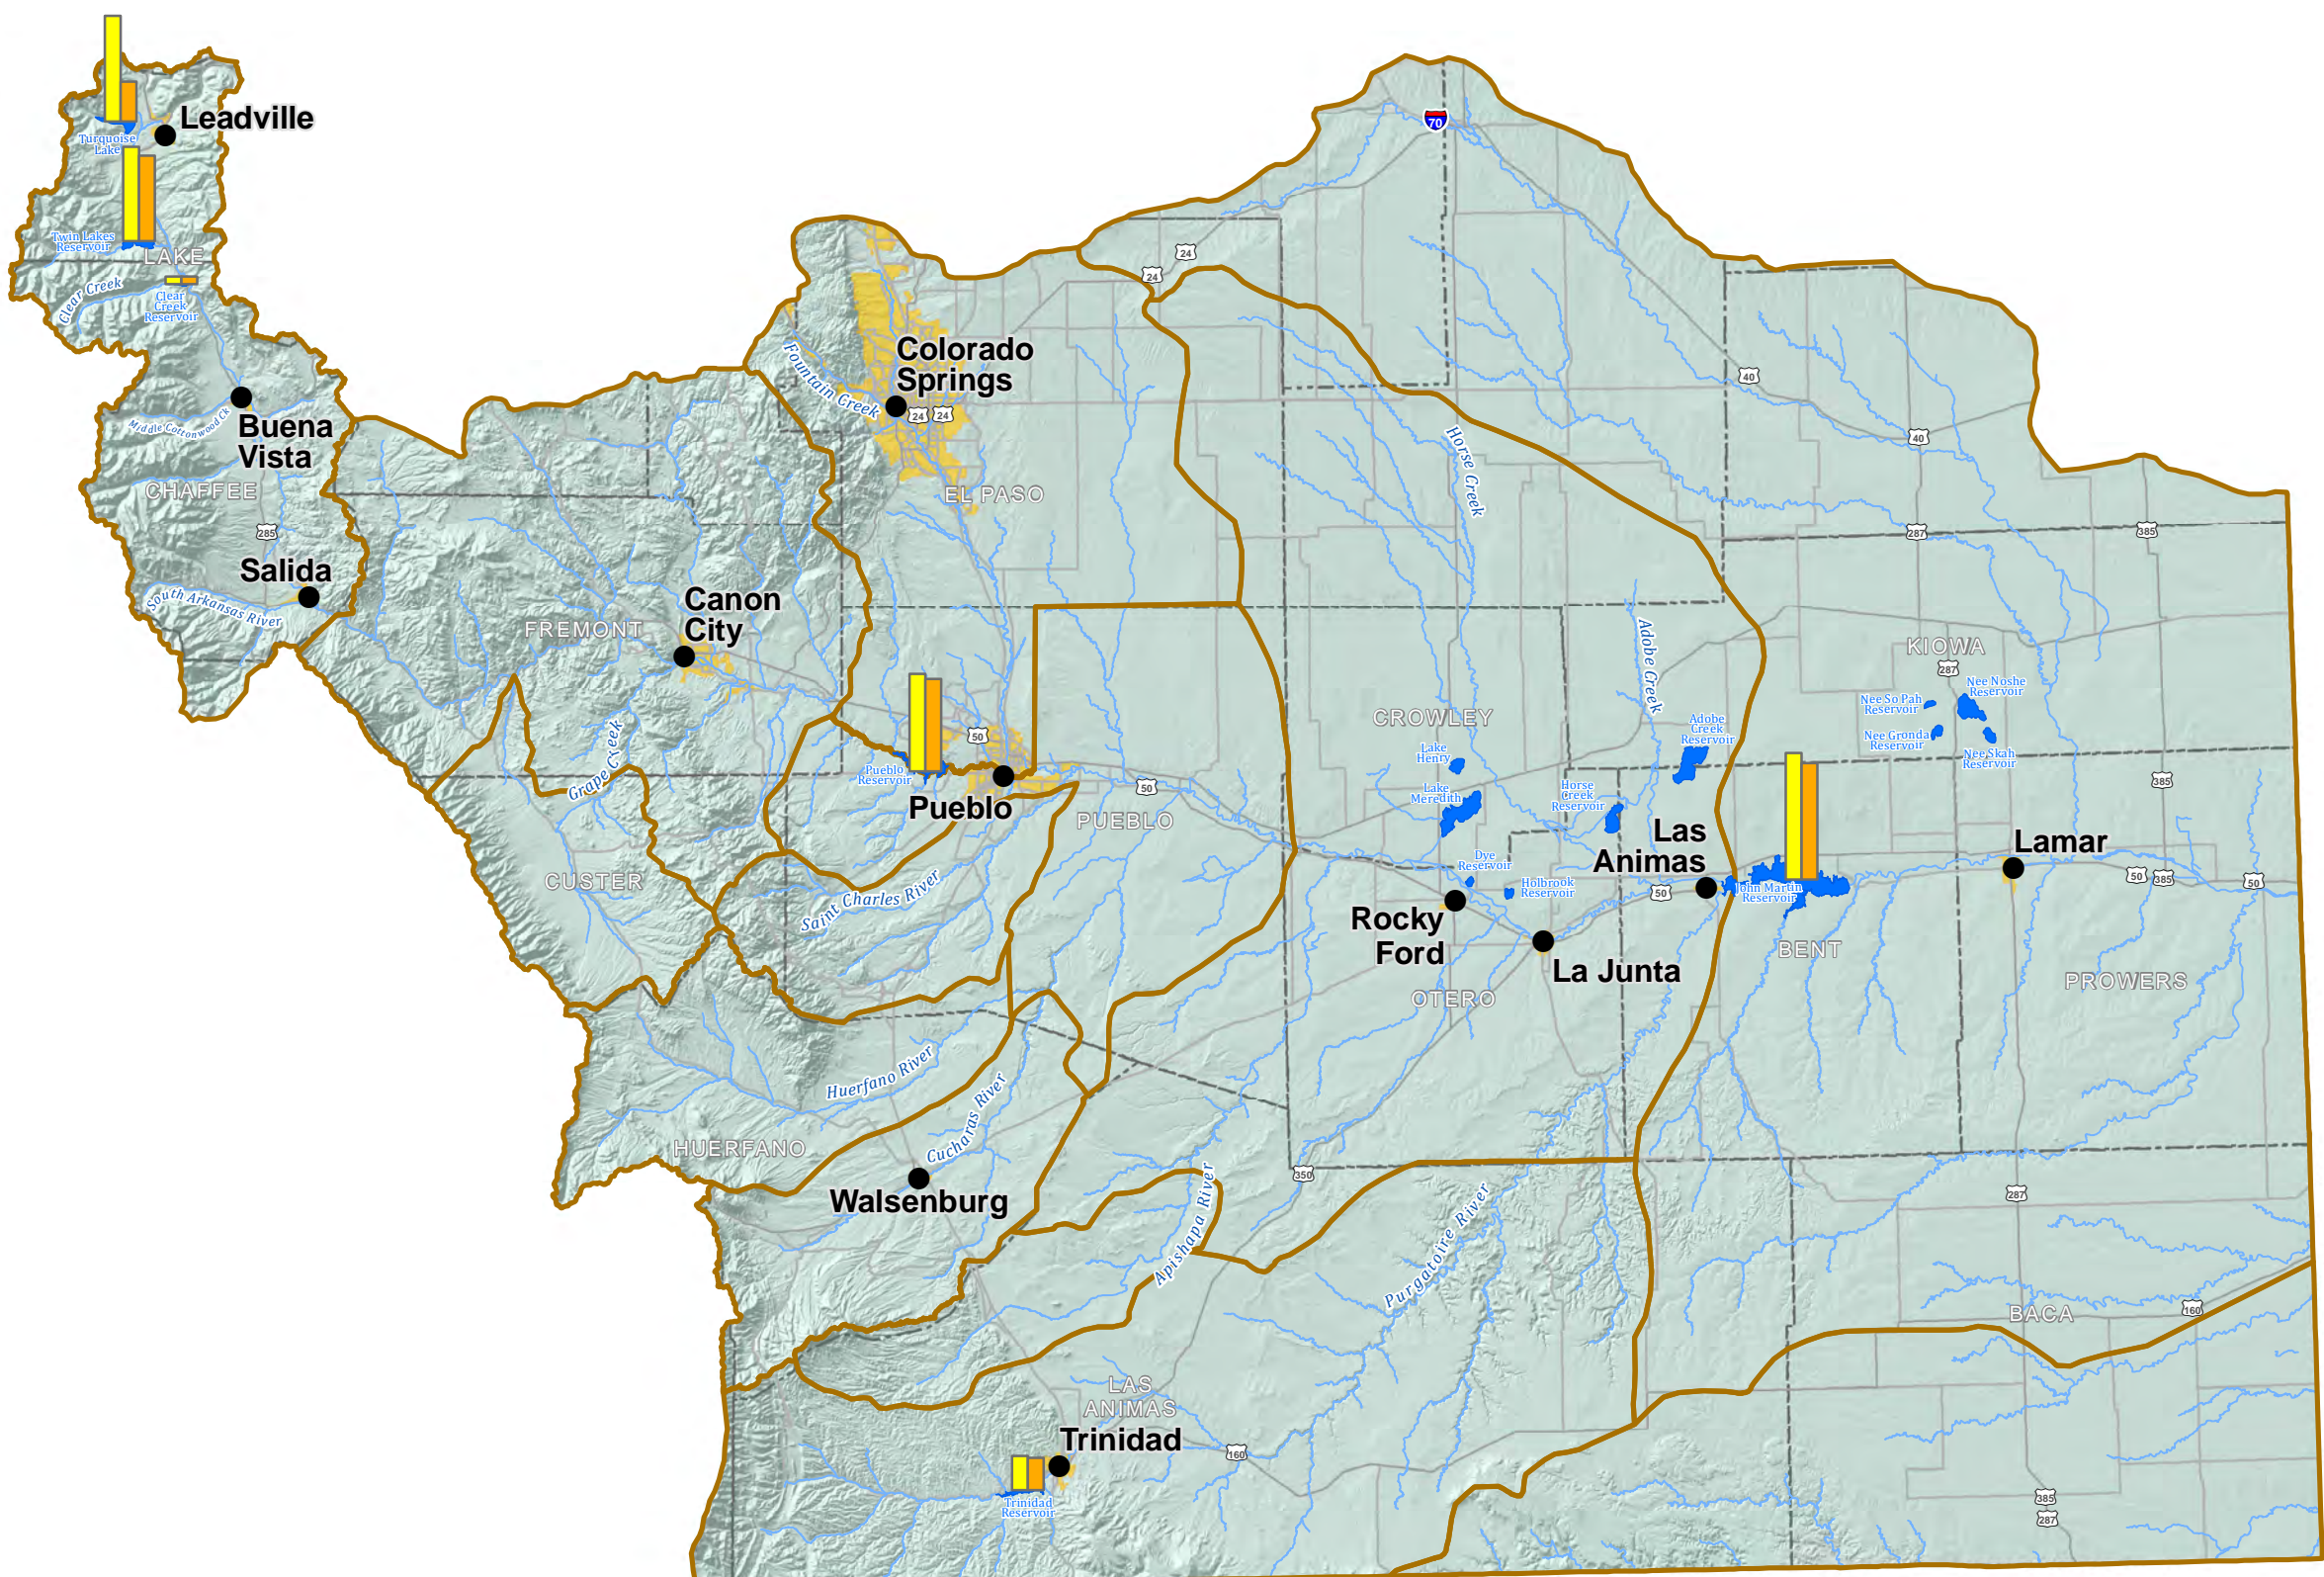 Leadville
Turquoise
Lake
Twin Lakes
Reservoir
LAKE
Clear Creek
Clear
Creek
Reservoir
Buena
Vista
Middle Cottonwood Ck
CHAFFEE
285
Salida
South Arkansas River
70
24
24
Colorado
Springs
Fountain Creek
24
24
EL PASO
40
40
Horse Creek
287
385
Canon
City
FREMONT
Grape Creek
Adobe Creek
KIOWA
287
Nee So Pah
Reservoir
Nee Noshe
Reservoir
Nee Gronda
Reservoir
Nee Skah
Reservoir
CROWLEY
Lake
Henry
Adobe
Creek
Reservoir
Lake
Meredith
Horse
Creek
Reservoir
50
Pueblo
Reservoir
Pueblo
50
PUEBLO
385
Las
Animas
Lamar
CUSTER
Saint Charles River
Dye
Reservoir
Holbrook
Reservoir
50
John Martin
Reservoir
50
385
50
Rocky
Ford
La Junta
OTERO
BENT
PROWERS
Huerfano River
Cucharas River
HUERFANO
Walsenburg
Apishapa River
350
Purgatoire River
287
BACA
160
LAS
ANIMAS
Trinidad
160
Trinidad
Reservoir
385
287